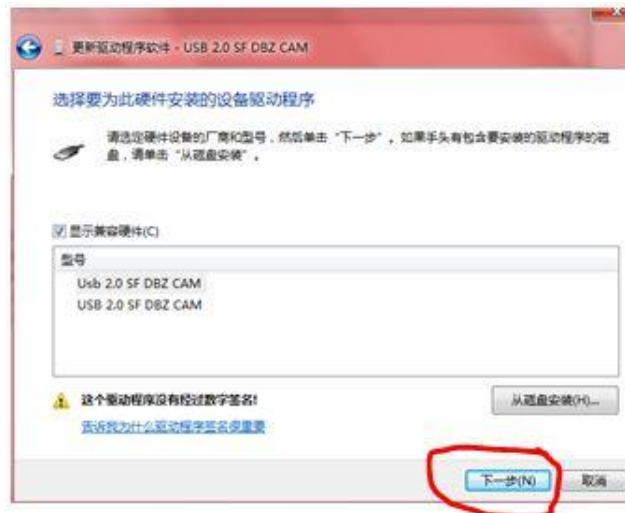 更新驱动程序软件 - USB 2.0 SF DBZ CAM
选择要为此硬件安装的设备驱动程序
请选定硬件设备的厂商和型号，然后单击“下一步”。如果手头有包含要安装的驱动程序的磁
盘，请单击“从磁盘安装”。
显示兼容硬件(C)
型号
Usb 2.0 SF DBZ CAM
USB 2.0 SF DBZ CAM
这个驱动程序没有经过数字签名!
从磁盘安装(H)...
告诉我为什么驱动程序签名很重要
下一步(N)
取消